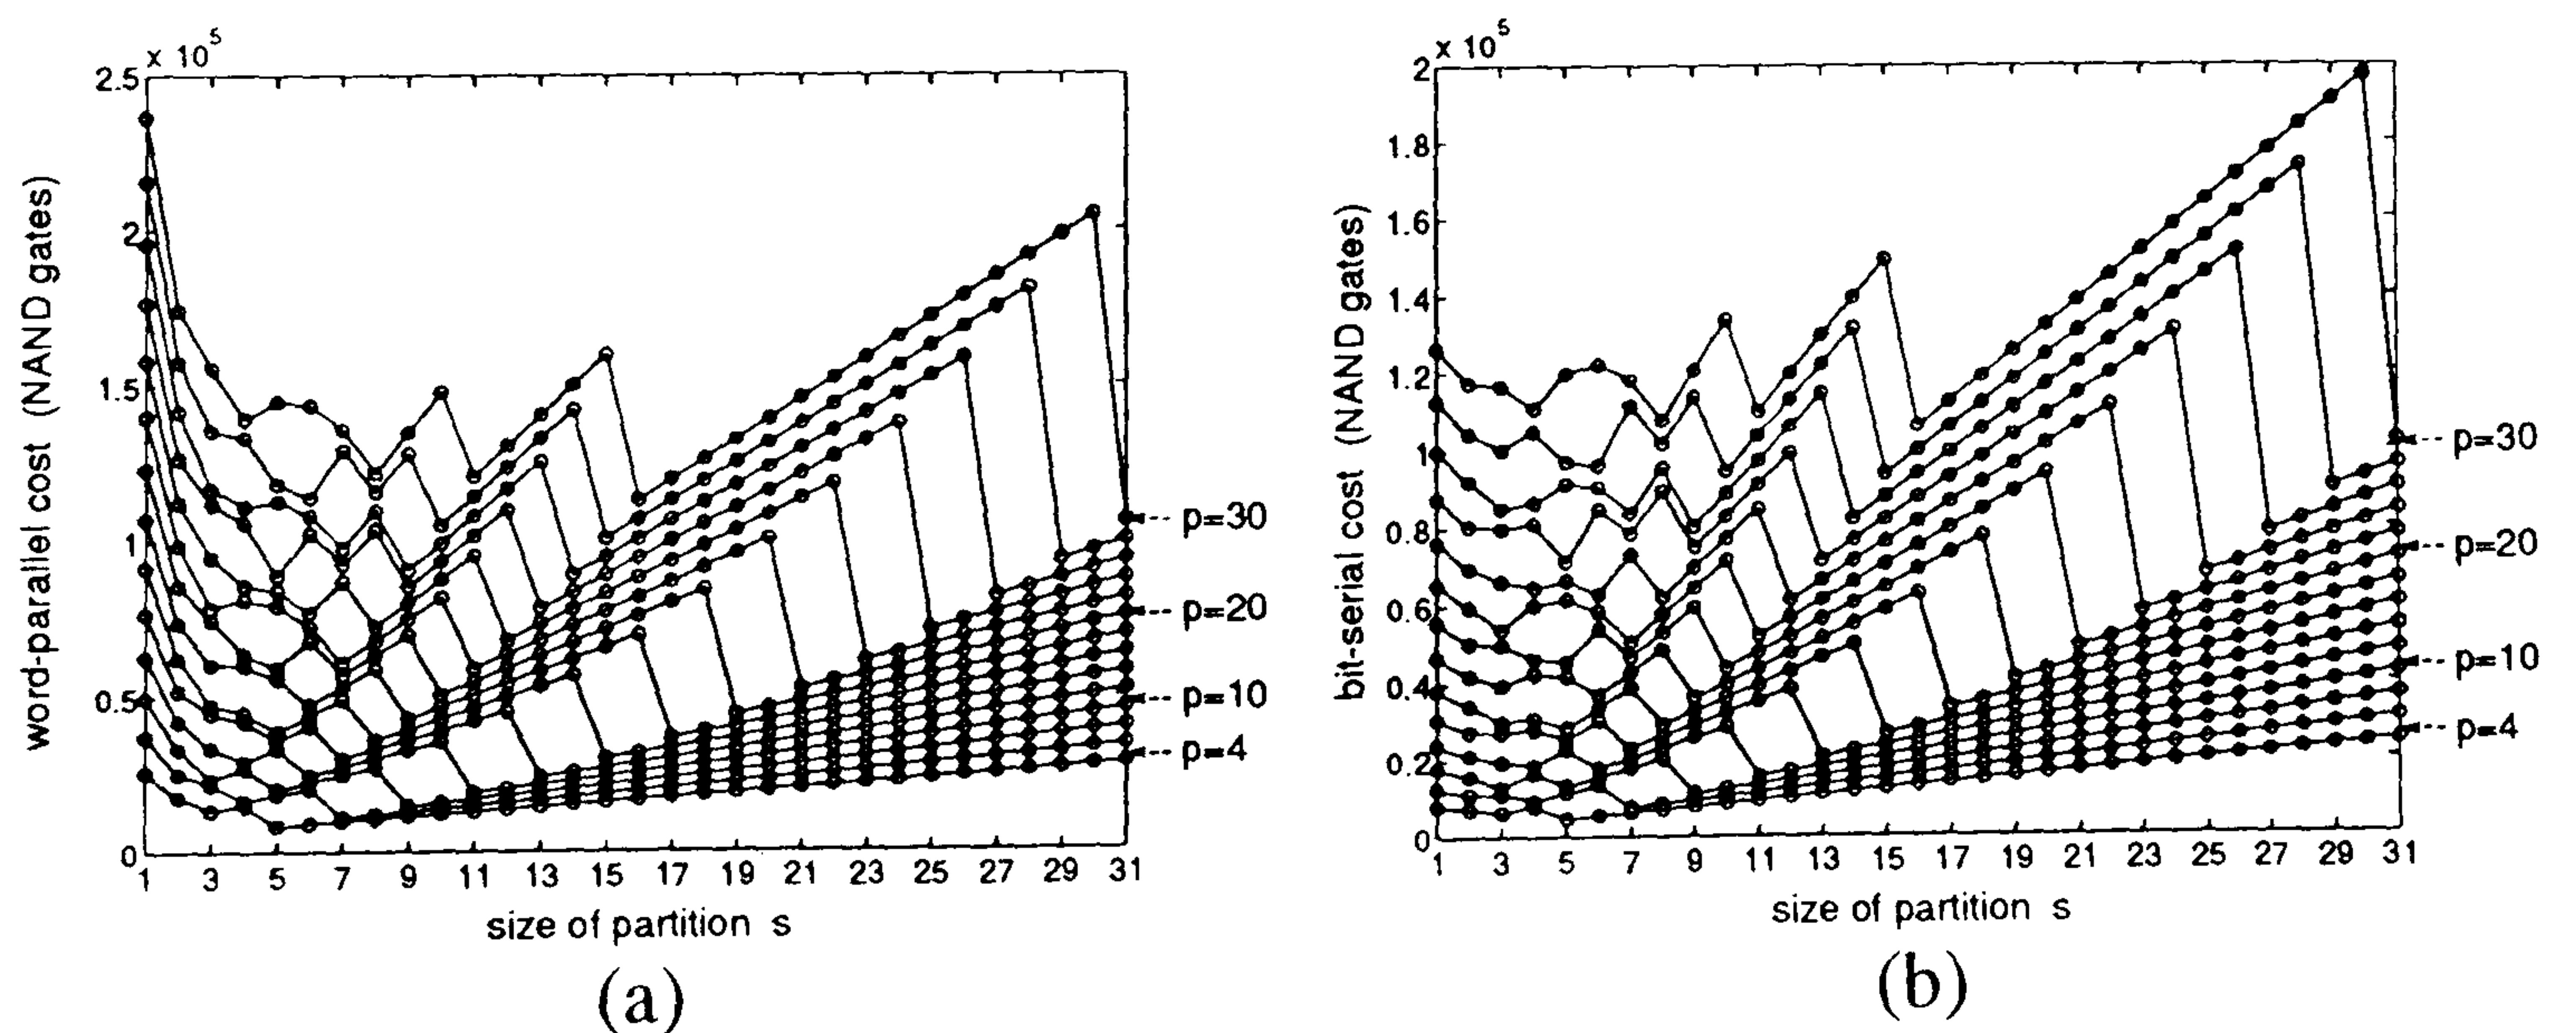 x 10^5
2.5
2
1.5
1
0.5
0
1 3 5 7 9 11 13 15 17 19 21 23 25 27 29 31
word-parallel cost (NAND gates)
size of partition s
p=30
p=20
p=10
p=4
(a)
x 10^5
2
1.8
1.6
1.4
1.2
1
0.8
0.6
0.4
0.2
0
1 3 5 7 9 11 13 15 17 19 21 23 25 27 29 31
bit-serial cost (NAND gates)
size of partition s
p=30
p=20
p=10
p=4
(b)